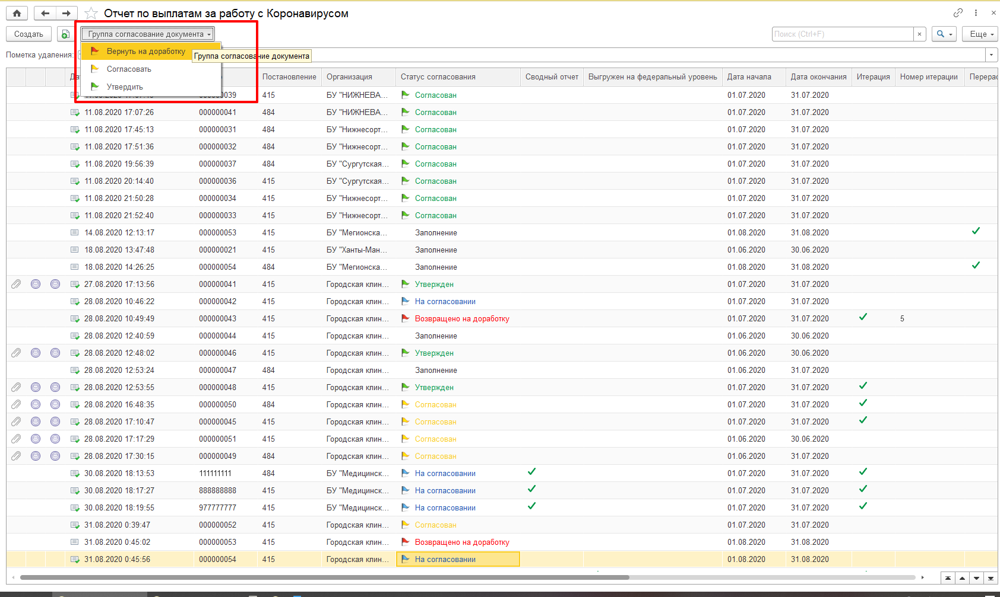 Отчет по выплатам за работу с Коронавирусом
Создать Группа согласование документа Поиск (Ctrl+F) × Еще
Пометка удаления:
Вернуть на доработку
Группа согласование документа
Согласовать
Утвердить
Постановление Организация Статус согласования Сводный отчет Выгружен на федеральный уровень Дата начала Дата окончания Итерация Номер итерации Перерас
039 415 БУ "НИЖНЕВА... Согласован 01.07.2020 31.07.2020
11.08.2020 17:07:26 000000041 484 БУ "НИЖНЕВА... Согласован 01.07.2020 31.07.2020
11.08.2020 17:45:13 000000031 484 БУ "Нижнесорт... Согласован 01.07.2020 31.07.2020
11.08.2020 17:51:36 000000032 484 БУ "Нижнесорт... Согласован 01.07.2020 31.07.2020
11.08.2020 19:56:39 000000037 484 БУ "Сургутская... Согласован 01.07.2020 31.07.2020
11.08.2020 20:14:40 000000036 415 БУ "Сургутская... Согласован 01.07.2020 31.07.2020
11.08.2020 21:50:28 000000034 415 БУ "Нижнесорт... Согласован 01.07.2020 31.07.2020
11.08.2020 21:52:40 000000033 415 БУ "Нижнесорт... Согласован 01.07.2020 31.07.2020
14.08.2020 12:13:17 000000053 415 БУ "Мегионска... Заполнение 01.08.2020 31.08.2020
18.08.2020 13:47:48 000000021 415 БУ "Ханты-Ман... Заполнение 01.06.2020 30.06.2020
18.08.2020 14:26:25 000000054 484 БУ "Мегионска... Заполнение 01.08.2020 31.08.2020
27.08.2020 17:13:56 000000041 415 Городская клин... Утвержден 01.07.2020 31.07.2020
28.08.2020 10:46:22 000000042 415 Городская клин... На согласовании 01.07.2020 31.07.2020
28.08.2020 10:49:49 000000043 415 Городская клин... Возвращено на доработку 01.07.2020 31.07.2020 5
28.08.2020 12:40:59 000000044 415 Городская клин... Заполнение 01.06.2020 30.06.2020
28.08.2020 12:48:02 000000046 415 Городская клин... Утвержден 01.06.2020 30.06.2020
28.08.2020 12:53:24 000000047 484 Городская клин... Заполнение 01.06.2020 31.07.2020
28.08.2020 12:53:55 000000048 415 Городская клин... Утвержден 01.07.2020 31.07.2020
28.08.2020 16:48:35 000000050 484 Городская клин... Согласован 01.07.2020 31.07.2020
28.08.2020 17:10:47 000000045 415 Городская клин... Согласован 01.07.2020 31.07.2020
28.08.2020 17:17:29 000000051 415 Городская клин... Согласован 01.06.2020 30.06.2020
28.08.2020 17:30:15 000000049 484 Городская клин... Согласован 01.06.2020 31.07.2020
30.08.2020 18:13:53 111111111 484 БУ "Медицинск... На согласовании 01.07.2020 31.07.2020
30.08.2020 18:17:27 888888888 415 БУ "Медицинск... На согласовании 01.07.2020 31.07.2020
30.08.2020 18:19:55 977777777 415 БУ "Медицинск... На согласовании 01.07.2020 31.07.2020
31.08.2020 0:39:47 000000052 415 Городская клин... Согласован 01.07.2020 31.07.2020
31.08.2020 0:45:02 000000053 415 Городская клин... Возвращено на доработку 01.08.2020 31.08.2020
31.08.2020 0:45:56 000000054 415 Городская клин... На согласовании 01.08.2020 31.08.2020